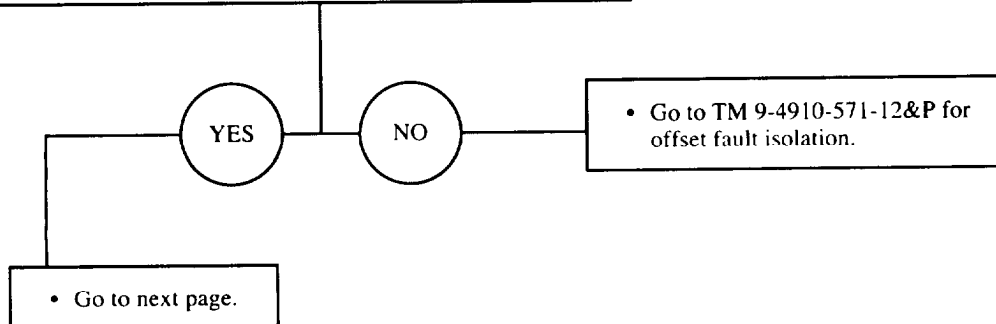 YES
NO
• Go to TM 9-4910-571-12&P for
offset fault isolation.
• Go to next page.